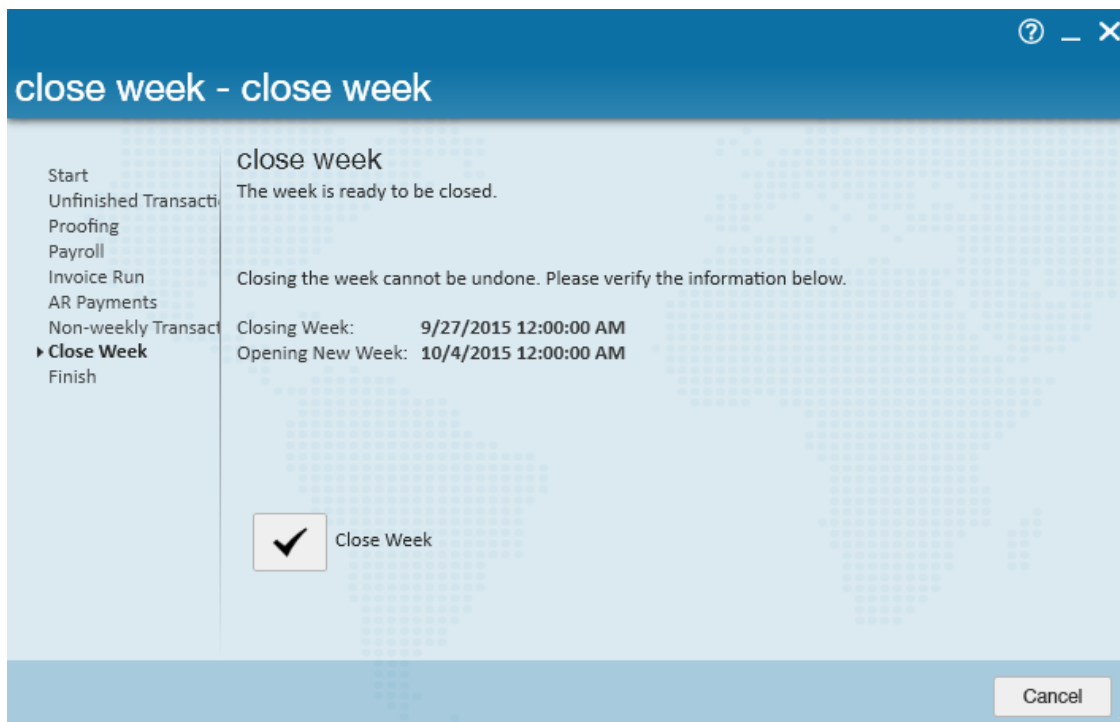 close week - close week
Start
Unfinished Transacti
Proofing
Payroll
Invoice Run
AR Payments
Non-weekly Transact
Close Week
Finish
close week
The week is ready to be closed.
Closing the week cannot be undone. Please verify the information below.
Closing Week: 9/27/2015 12:00:00 AM
Opening New Week: 10/4/2015 12:00:00 AM
Close Week
Cancel